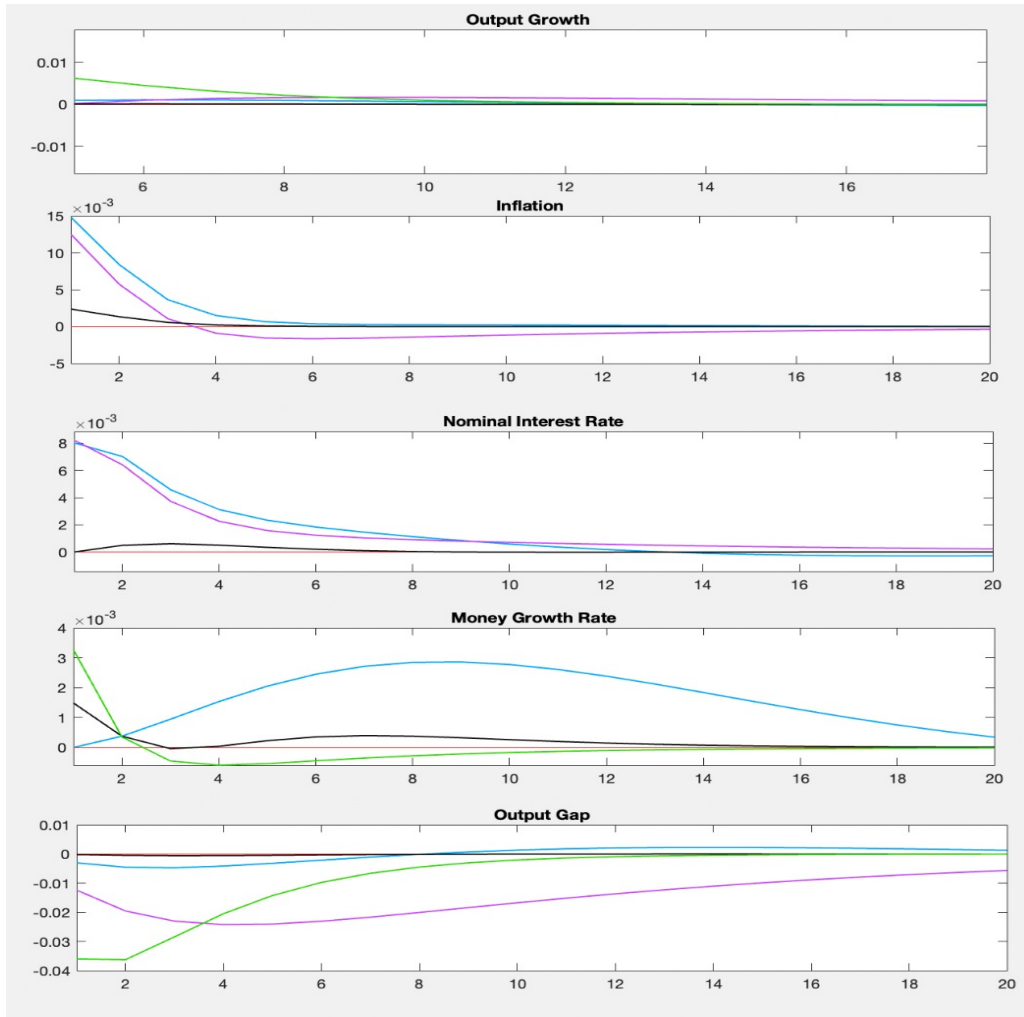 Output Growth
0.01
0
-0.01
6 8 10 12 14 16
×10-3
Inflation
15
10
5
0
-5
2 4 6 8 10 12 14 16 18 20
×10-3
Nominal Interest Rate
8
6
4
2
0
2 4 6 8 10 12 14 16 18 20
×10-3
Money Growth Rate
4
3
2
1
0
2 4 6 8 10 12 14 16 18 20
Output Gap
0.01
0
-0.01
-0.02
-0.03
-0.04
2 4 6 8 10 12 14 16 18 20